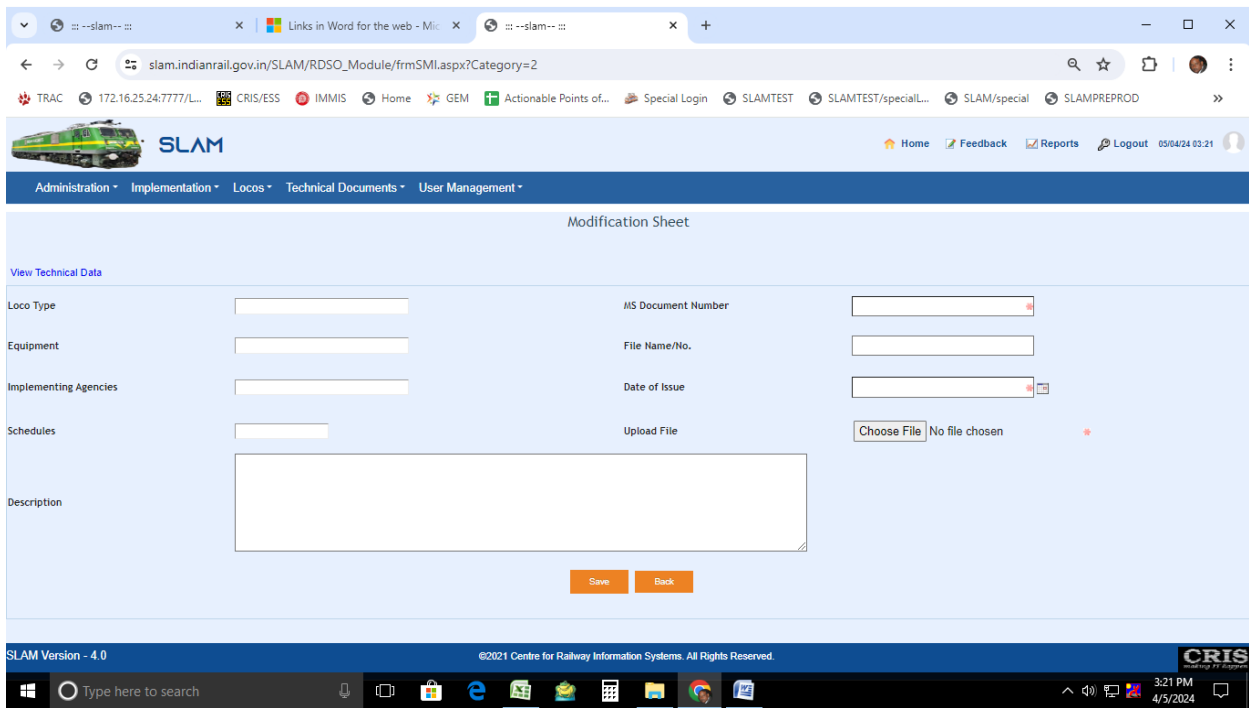 ::: --slam-- :::
Links in Word for the web - Mic
::: --slam-- :::
slam.indianrail.gov.in/SLAM/RDSO_Module/frmSMI.aspx?Category=2
TRAC 172.16.25.24:7777/L... CRIS/ESS IMMIS Home GEM Actionable Points of... Special Login SLAMTEST SLAMTEST/specialL... SLAM/special SLAMPREPROD
SLAM
Home Feedback Reports Logout 05/04/24 03:21
Administration Implementation Locos Technical Documents User Management
Modification Sheet
View Technical Data
Loco Type MS Document Number
Equipment File Name/No.
Implementing Agencies Date of Issue
Schedules Upload File Choose File No file chosen
Description
Save Back
SLAM Version - 4.0 ©2021 Centre for Railway Information Systems. All Rights Reserved. CRIS
making IT happen
Type here to search
3:21 PM
4/5/2024